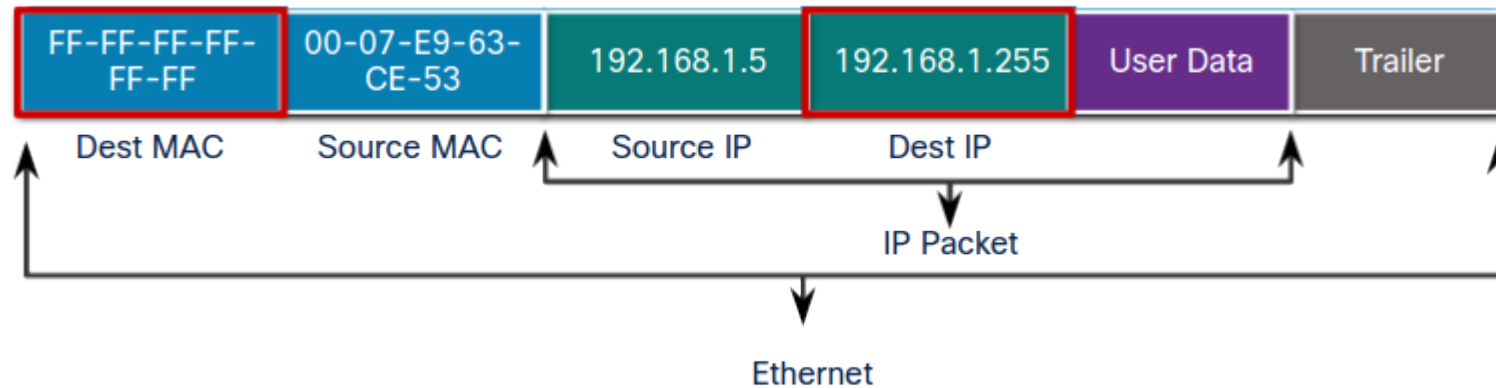 FF-FF-FF-FF-
FF-FF
00-07-E9-63-
CE-53
192.168.1.5
192.168.1.255
User Data
Trailer
Dest MAC
Source MAC
Source IP
Dest IP
IP Packet
Ethernet